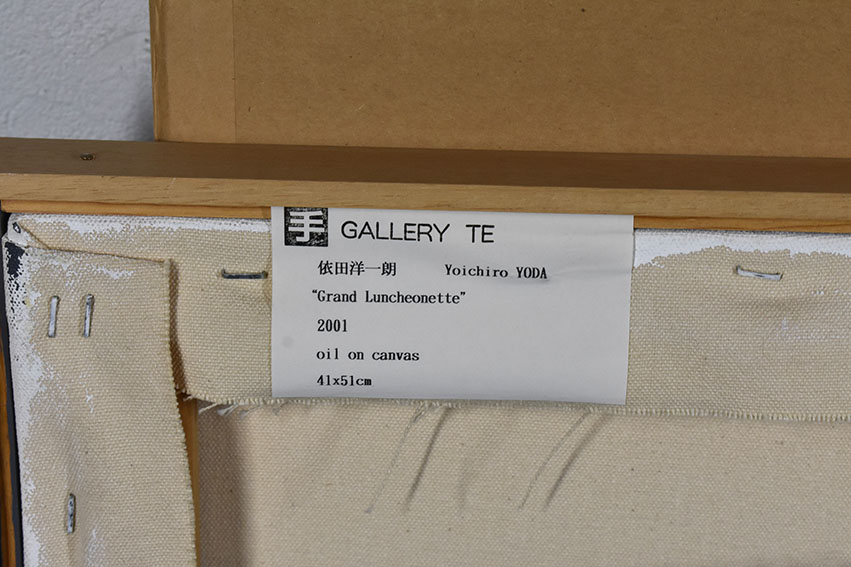 手 GALLERY TE
依田洋一朗 Yoichiro YODA
“Grand Luncheonette”
2001
oil on canvas
41x51cm